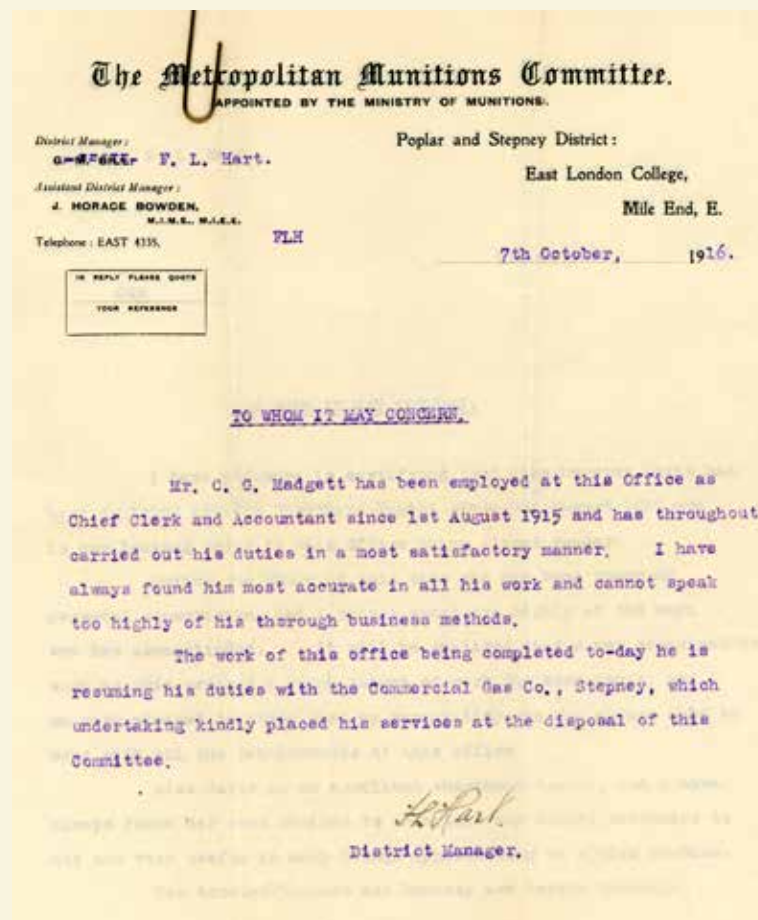 The Metropolitan Munitions Committee.
APPOINTED BY THE MINISTRY OF MUNITIONS.
District Manager:
F. L. Hart.
Assistant District Manager:
J. HORACE BOWDEN,
M.I.M.E., M.I.E.E.
Telephone: EAST 4335.
FLH
IN REPLY PLEASE QUOTE
YOUR REFERENCE
Poplar and Stepney District:
East London College,
Mile End, E.
7th October, 1916.
TO WHOM IT MAY CONCERN.
Mr. C. G. Madgett has been employed at this Office as
Chief Clerk and Accountant since 1st August 1915 and has throughout
carried out his duties in a most satisfactory manner. I have
always found him most accurate in all his work and cannot speak
too highly of his thorough business methods.
The work of this office being completed to-day he is
resuming his duties with the Commercial Gas Co., Stepney, which
undertaking kindly placed his services at the disposal of this
Committee.
F L Hart.
District Manager.